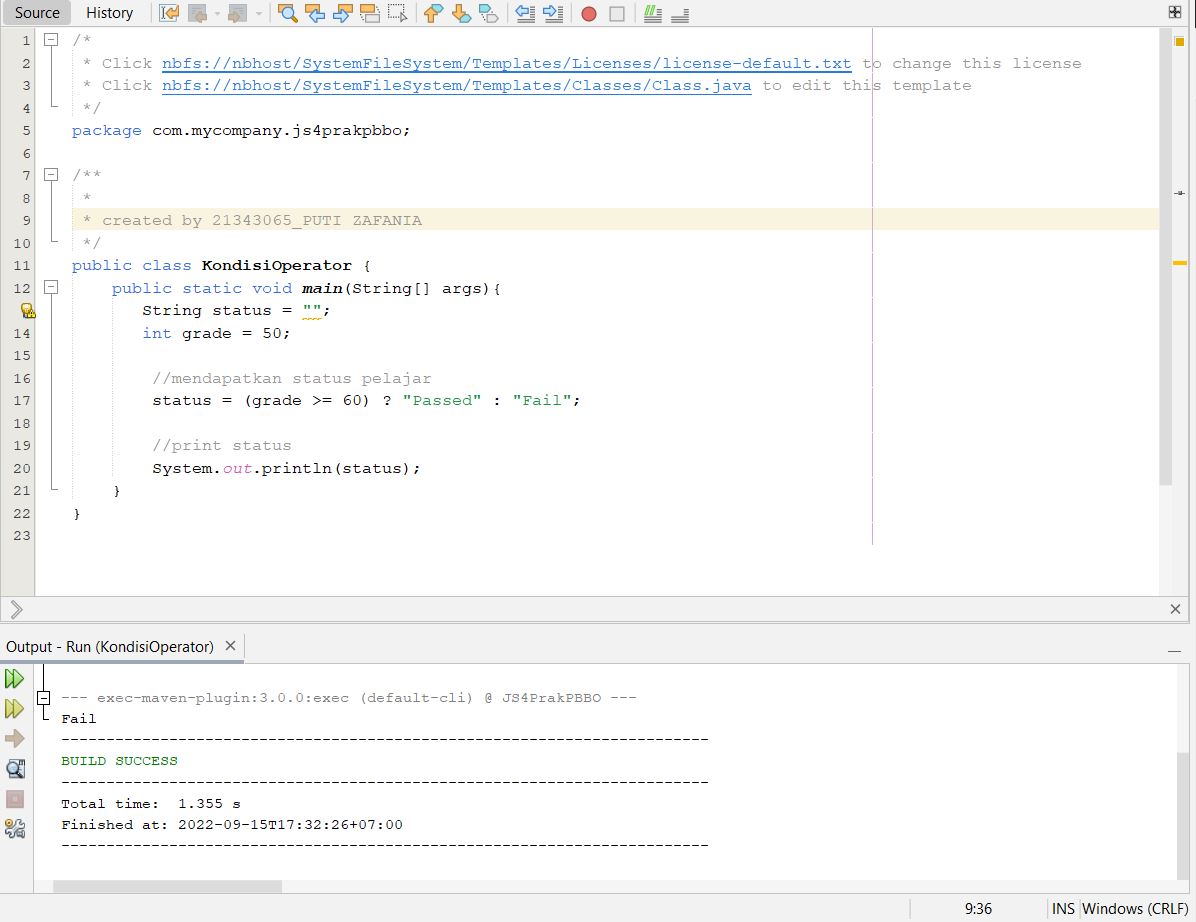 Source History
1 /*
2 * Click nbfs://nbhost/SystemFileSystem/Templates/Licenses/license-default.txt to change this license
3 * Click nbfs://nbhost/SystemFileSystem/Templates/Classes/Class.java to edit this template
4 */
5 package com.mycompany.js4prakpbbo;
6
7 /**
8 *
9 * created by 21343065_PUTI ZAFANIA
10 */
11 public class KondisiOperator {
12 public static void main(String[] args){
String status = "";
14 int grade = 50;
15
16 //mendapatkan status pelajar
17 status = (grade >= 60) ? "Passed" : "Fail";
18
19 //print status
20 System.out.println(status);
21 }
22 }
23
Output - Run (KondisiOperator)
--- exec-maven-plugin:3.0.0:exec (default-cli) @ JS4PrakPBBO ---
Fail
------------------------------------------------------------------------
BUILD SUCCESS
------------------------------------------------------------------------
Total time:  1.355 s
Finished at: 2022-09-15T17:32:26+07:00
------------------------------------------------------------------------
9:36 INS Windows (CRLF)